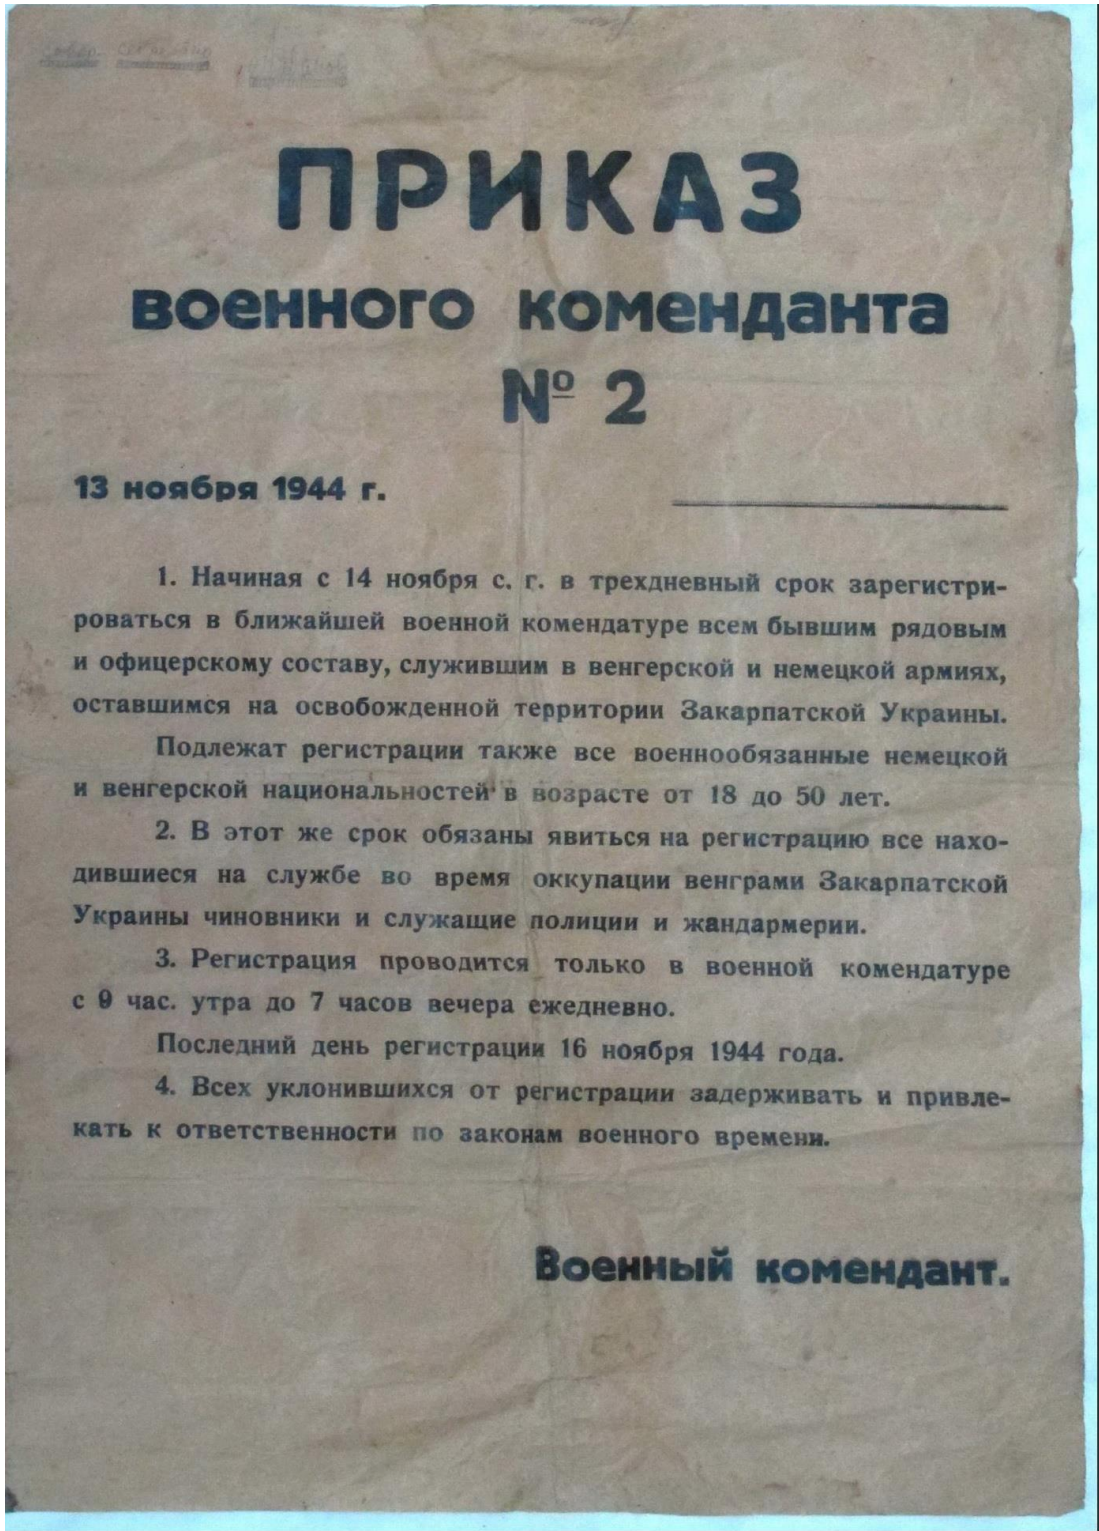 ПРИКАЗ
военного коменданта
№ 2
13 ноября 1944 г.
1. Начиная с 14 ноября с. г. в трехдневный срок зарегистри-
роваться в ближайшей военной комендатуре всем бывшим рядовым
и офицерскому составу, служившим в венгерской и немецкой армиях,
оставшимся на освобожденной территории Закарпатской Украины.
Подлежат регистрации также все военнообязанные немецкой
и венгерской национальностей в возрасте от 18 до 50 лет.
2. В этот же срок обязаны явиться на регистрацию все нахо-
дившиеся на службе во время оккупации венграми Закарпатской
Украины чиновники и служащие полиции и жандармерии.
3. Регистрация проводится только в военной комендатуре
с 9 час. утра до 7 часов вечера ежедневно.
Последний день регистрации 16 ноября 1944 года.
4. Всех уклонившихся от регистрации задерживать и привле-
кать к ответственности по законам военного времени.
Военный комендант.